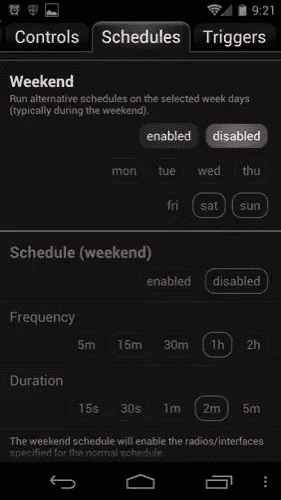 9:21
Controls Schedules Triggers
Weekend
Run alternative schedules on the selected week days
(typically during the weekend).
enabled disabled
mon tue wed thu
fri sat sun
Schedule (weekend)
enabled disabled
Frequency
5m 15m 30m 1h 2h
Duration
15s 30s 1m 2m 5m
The weekend schedule will enable the radios/interfaces
specified for the normal schedule.